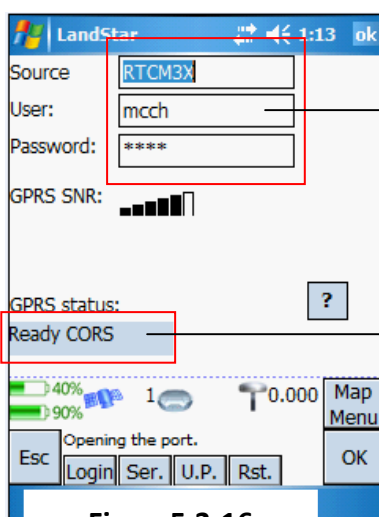 LandStar 1:13 ok
Source RTCM3X
User: mcch
Password: ****
GPRS SNR:
GPRS status: ?
Ready CORS
40% 1 0.000 Map
90% Menu
Opening the port.
Esc Login Ser. U.P. Rst. OK
Figure 5-2-16